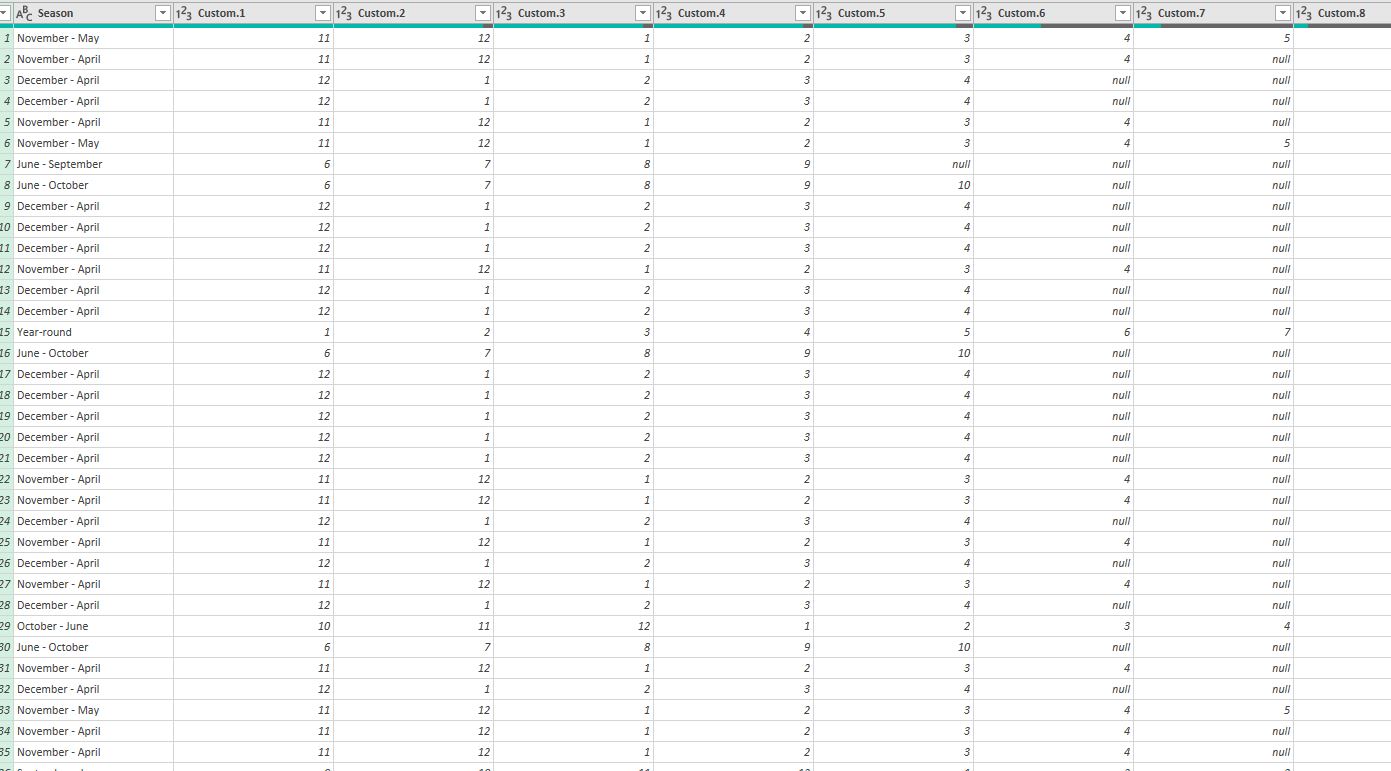 ABC Season 123 Custom.1 123 Custom.2 123 Custom.3 123 Custom.4 123 Custom.5 123 Custom.6 123 Custom.7 123 Custom.8
1 November - May 11 12 1 2 3 4 5
2 November - April 11 12 1 2 3 4 null
3 December - April 12 1 2 3 4 null null
4 December - April 12 1 2 3 4 null null
5 November - April 11 12 1 2 3 4 null
6 November - May 11 12 1 2 3 4 5
7 June - September 6 7 8 9 null null null
8 June - October 6 7 8 9 10 null null
9 December - April 12 1 2 3 4 null null
10 December - April 12 1 2 3 4 null null
11 December - April 12 1 2 3 4 null null
12 November - April 11 12 1 2 3 4 null
13 December - April 12 1 2 3 4 null null
14 December - April 12 1 2 3 4 null null
15 Year-round 1 2 3 4 5 6 7
16 June - October 6 7 8 9 10 null null
17 December - April 12 1 2 3 4 null null
18 December - April 12 1 2 3 4 null null
19 December - April 12 1 2 3 4 null null
20 December - April 12 1 2 3 4 null null
21 December - April 12 1 2 3 4 null null
22 November - April 11 12 1 2 3 4 null
23 November - April 11 12 1 2 3 4 null
24 December - April 12 1 2 3 4 null null
25 November - April 11 12 1 2 3 4 null
26 December - April 12 1 2 3 4 null null
27 November - April 11 12 1 2 3 4 null
28 December - April 12 1 2 3 4 null null
29 October - June 10 11 12 1 2 3 4
30 June - October 6 7 8 9 10 null null
31 November - April 11 12 1 2 3 4 null
32 December - April 12 1 2 3 4 null null
33 November - May 11 12 1 2 3 4 5
34 November - April 11 12 1 2 3 4 null
35 November - April 11 12 1 2 3 4 null